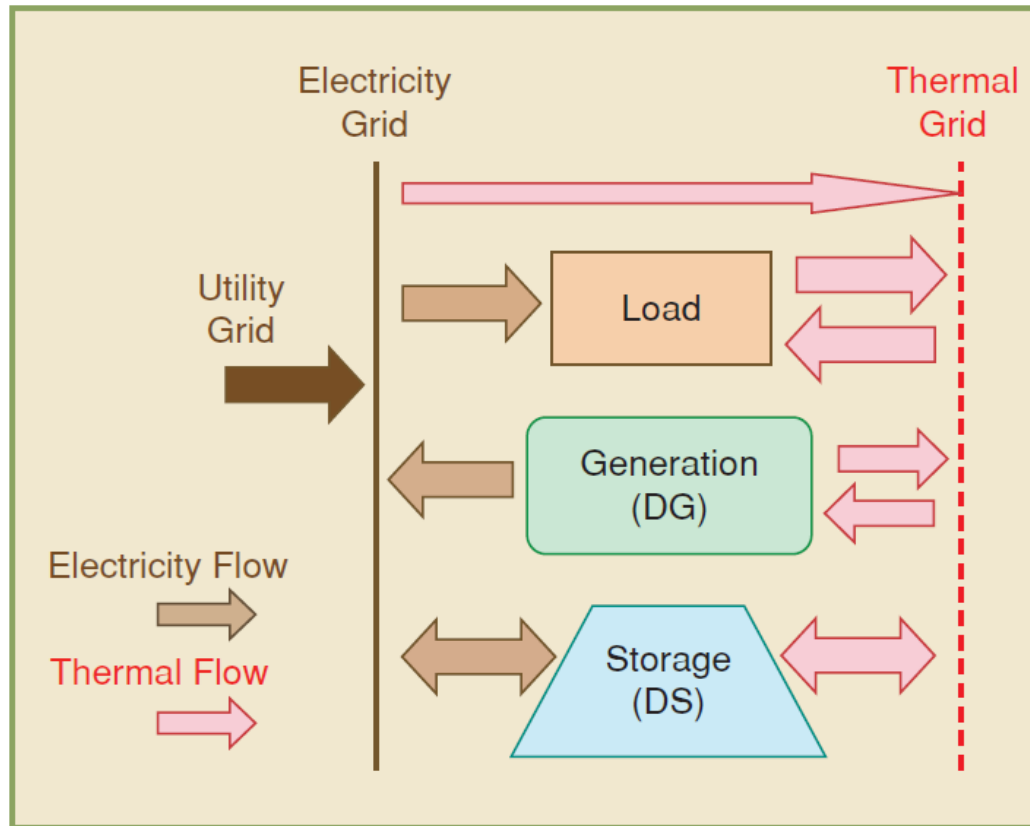 Electricity
Grid
Thermal
Grid
Utility
Grid
Load
Generation
(DG)
Electricity Flow
Thermal Flow
Storage
(DS)